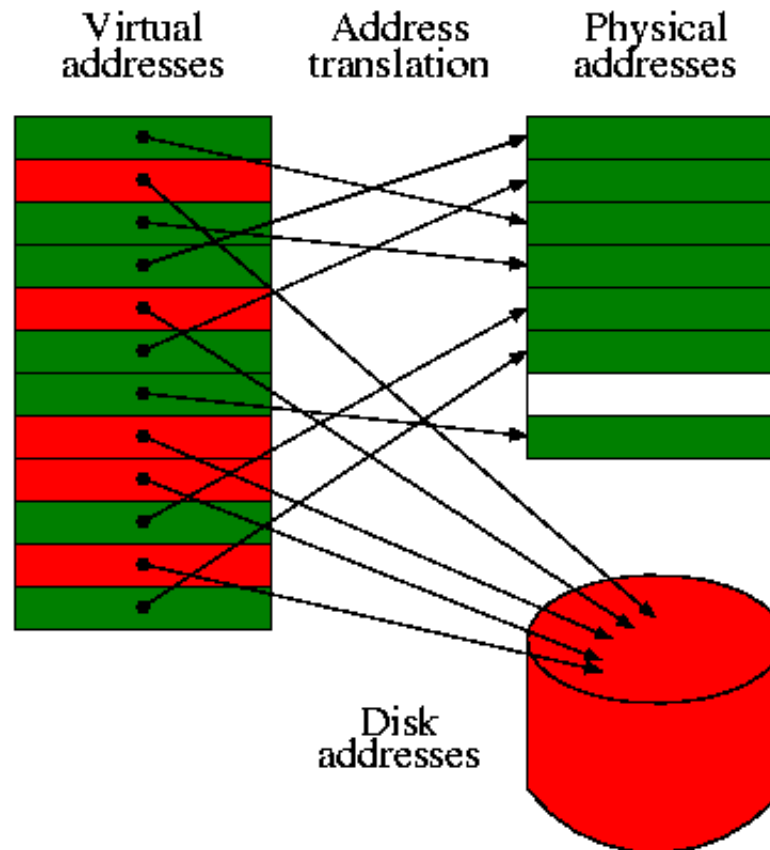 Virtual
addresses
Address
translation
Physical
addresses
Disk
addresses